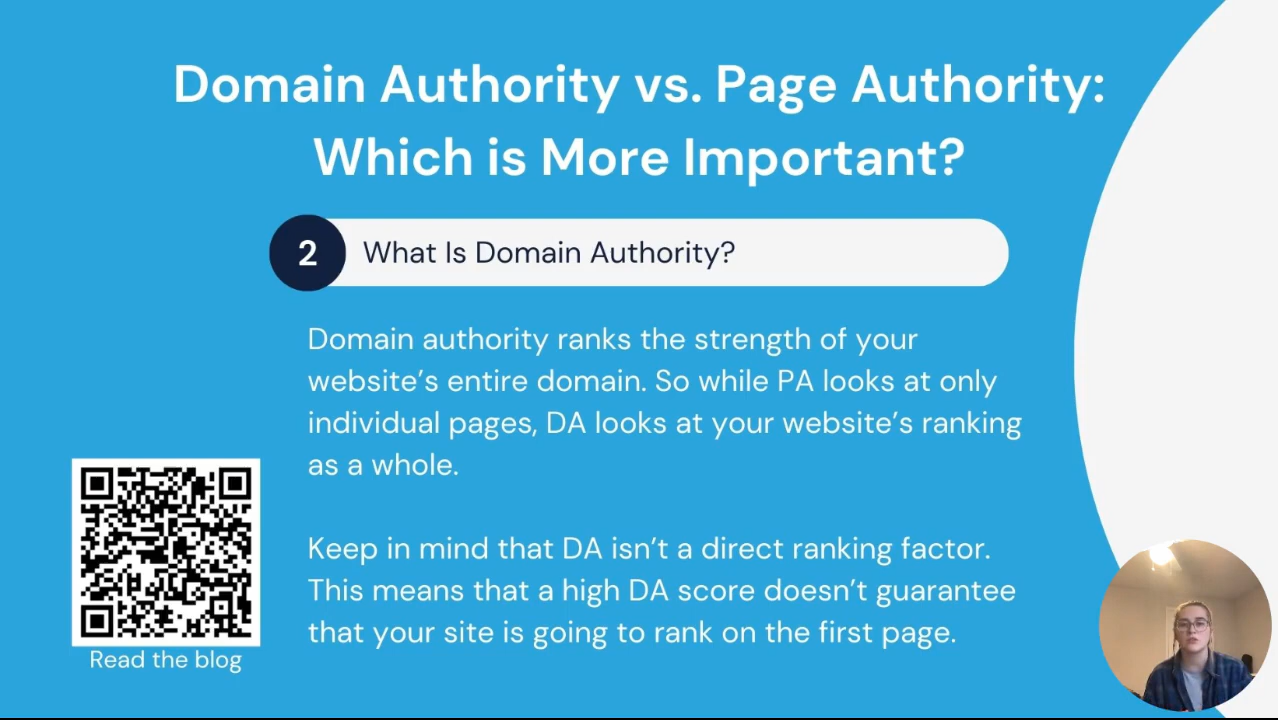 Domain Authority vs. Page Authority:
Which is More Important?
2
What Is Domain Authority?
Domain authority ranks the strength of your
website’s entire domain. So while PA looks at only
individual pages, DA looks at your website’s ranking
as a whole.
Keep in mind that DA isn’t a direct ranking factor.
This means that a high DA score doesn’t guarantee
that your site is going to rank on the first page.
Read the blog